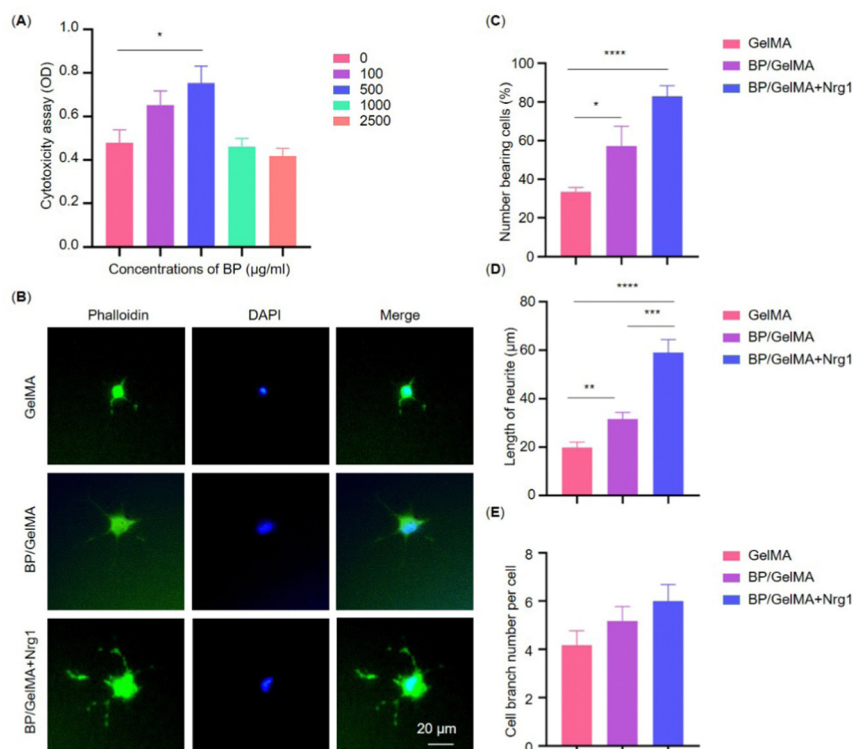 (A)
Cytotoxicity assay (OD)
1.0
0.8
0.6
0.4
0.2
0.0
*
Concentrations of BP (µg/ml)
0
100
500
1000
2500
(B)
Phalloidin
DAPI
Merge
GelMA
BP/GelMA
BP/GelMA+Nrg1
20 µm
(C)
Number bearing cells (%)
100
80
60
40
20
0
****
*
GelMA
BP/GelMA
BP/GelMA+Nrg1
(D)
Length of neurite (µm)
80
60
40
20
0
****
***
**
GelMA
BP/GelMA
BP/GelMA+Nrg1
(E)
Cell branch number per cell
8
6
4
2
0
GelMA
BP/GelMA
BP/GelMA+Nrg1